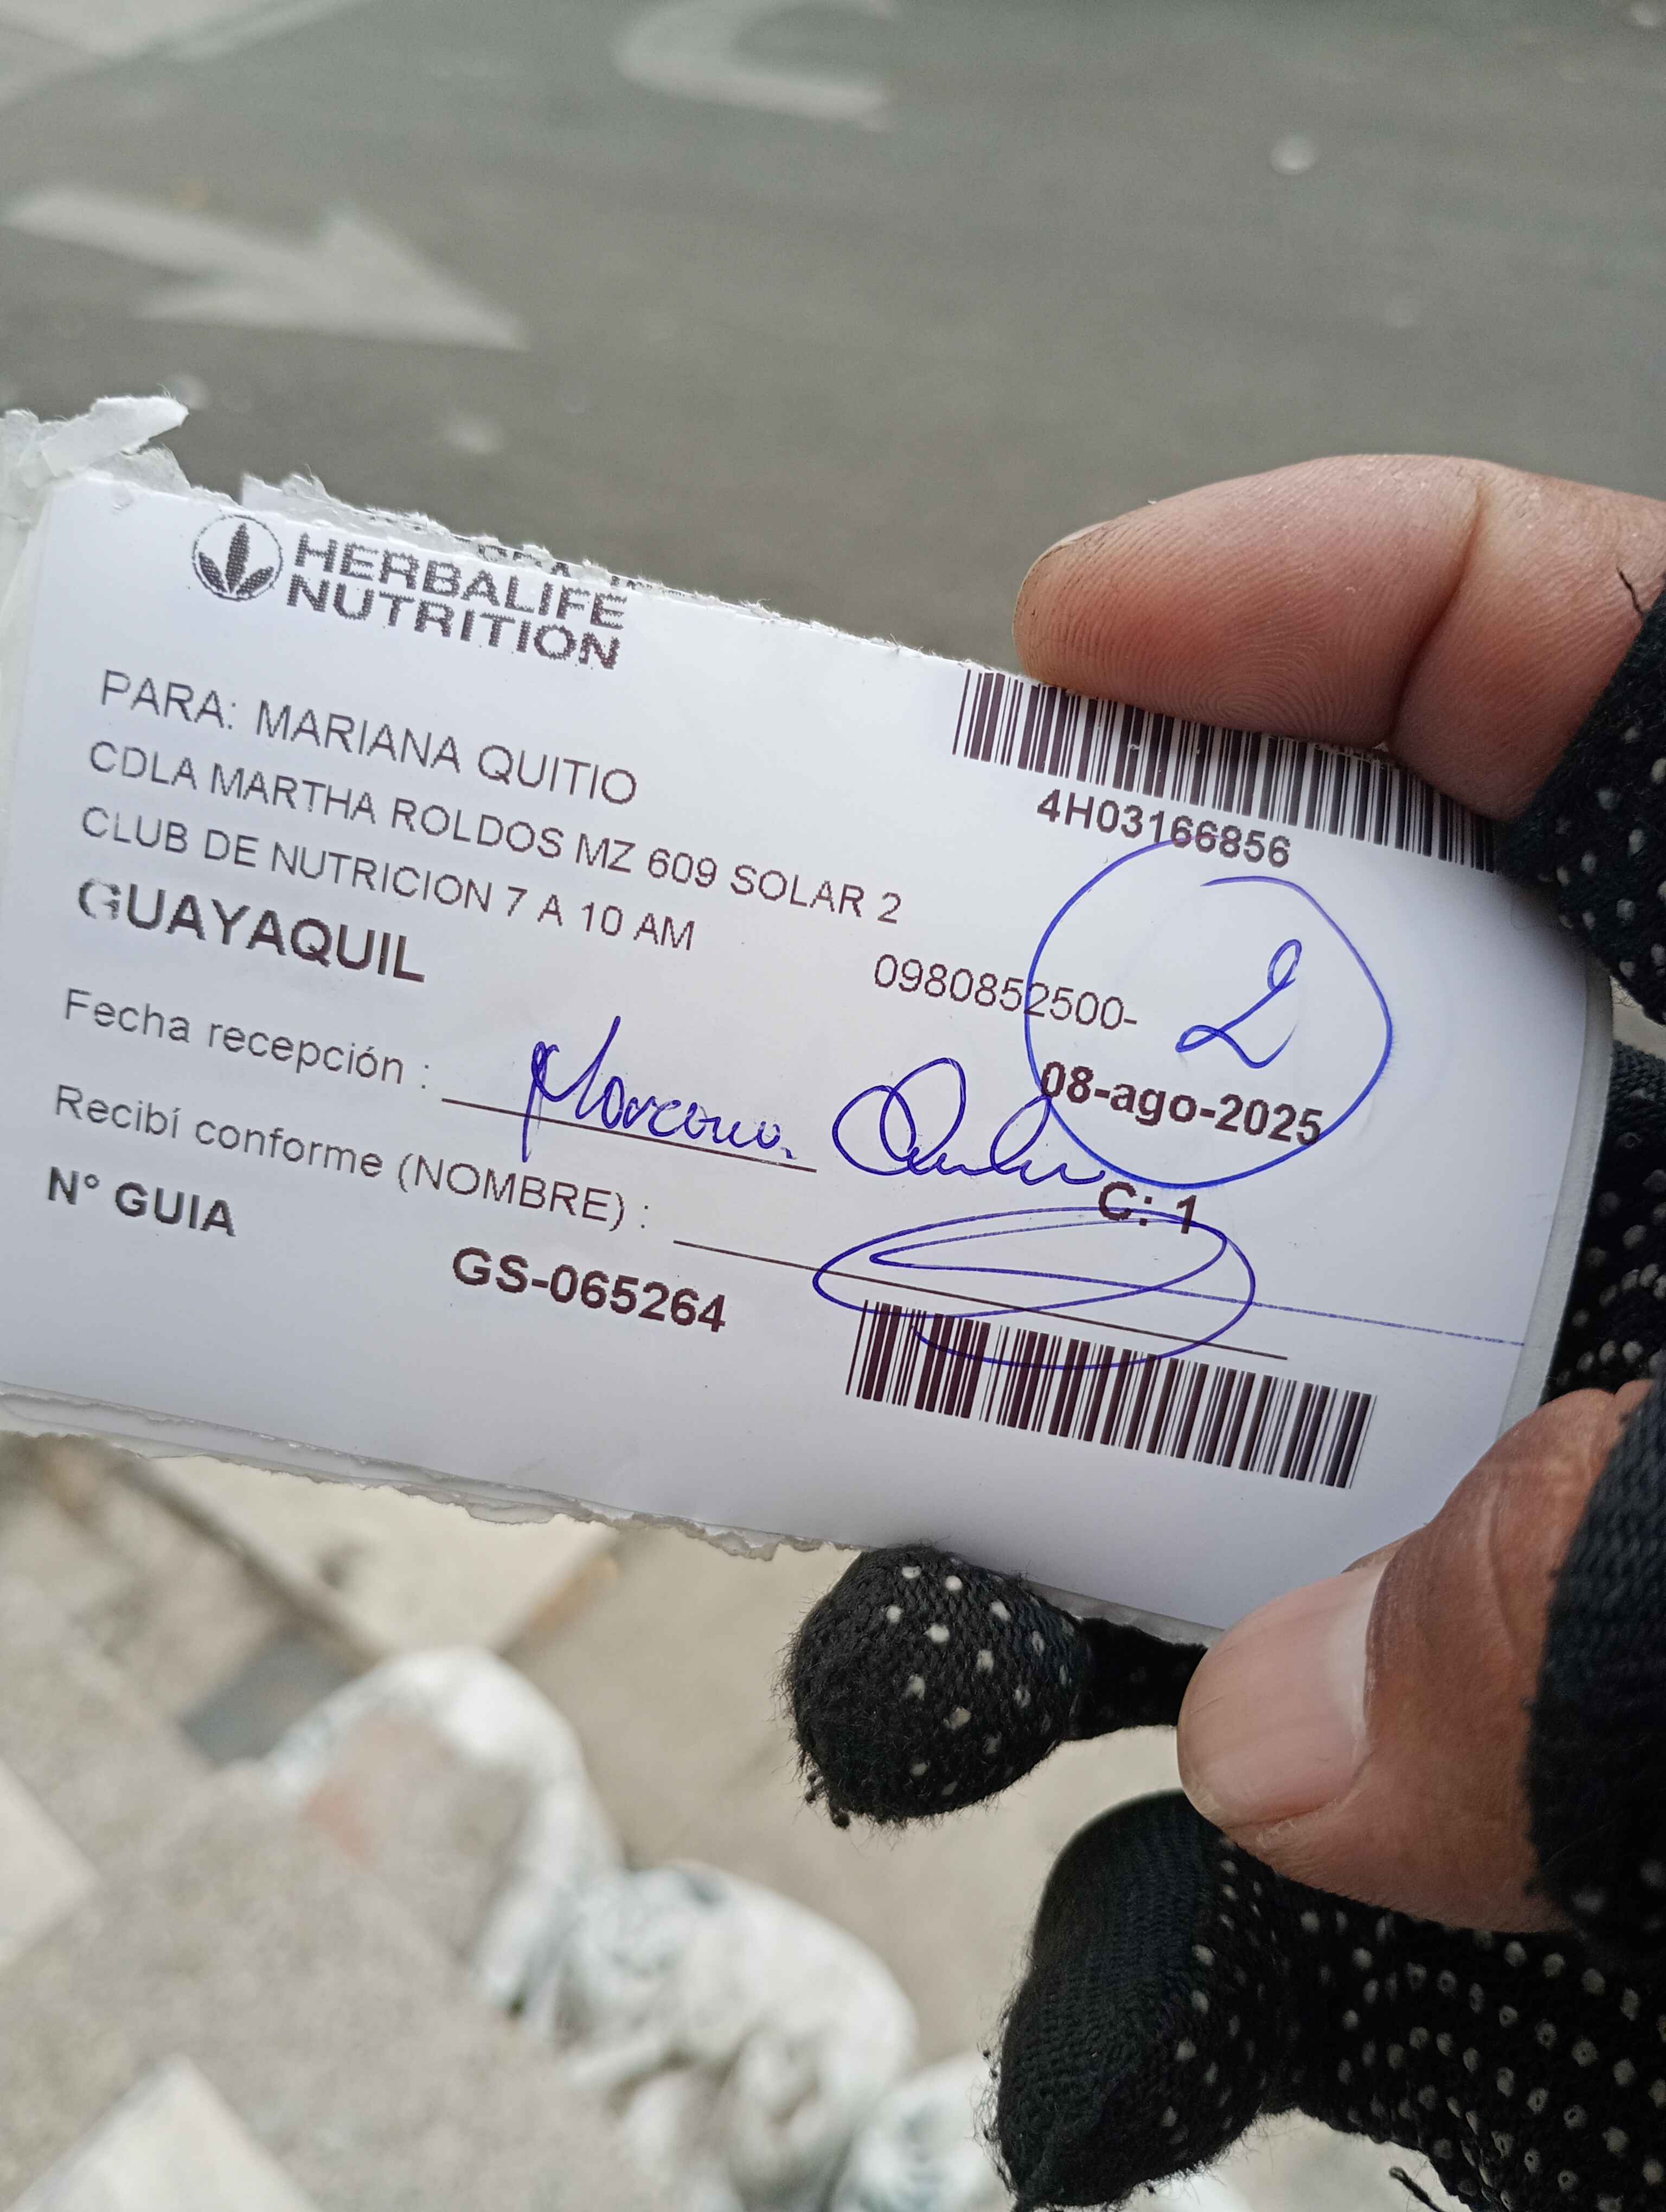 HERBALIFE
NUTRITION
PARA: MARIANA QUITIO
CDLA MARTHA ROLDOS MZ 609 SOLAR 2
CLUB DE NUTRICION 7 A 10 AM
GUAYAQUIL
4H03166856
2
0980852500-
08-ago-2025
Fecha recepción :
Recibí conforme (NOMBRE) :
C: 1
N° GUIA
GS-065264